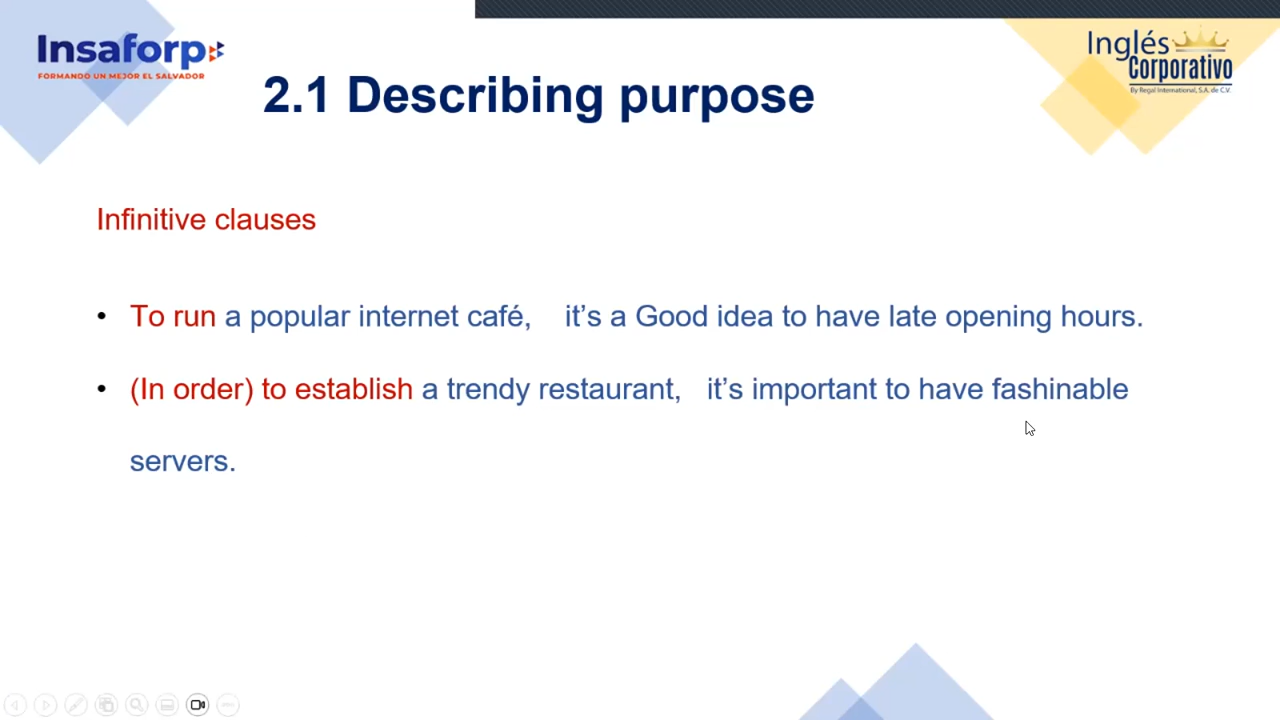 Insaforp
FORMANDO UN MEJOR EL SALVADOR
Inglés
Corporativo
By Regal International, S.A. de C.V.
2.1 Describing purpose
Infinitive clauses
• To run a popular internet café, it’s a Good idea to have late opening hours.
• (In order) to establish a trendy restaurant, it’s important to have fashinable
servers.